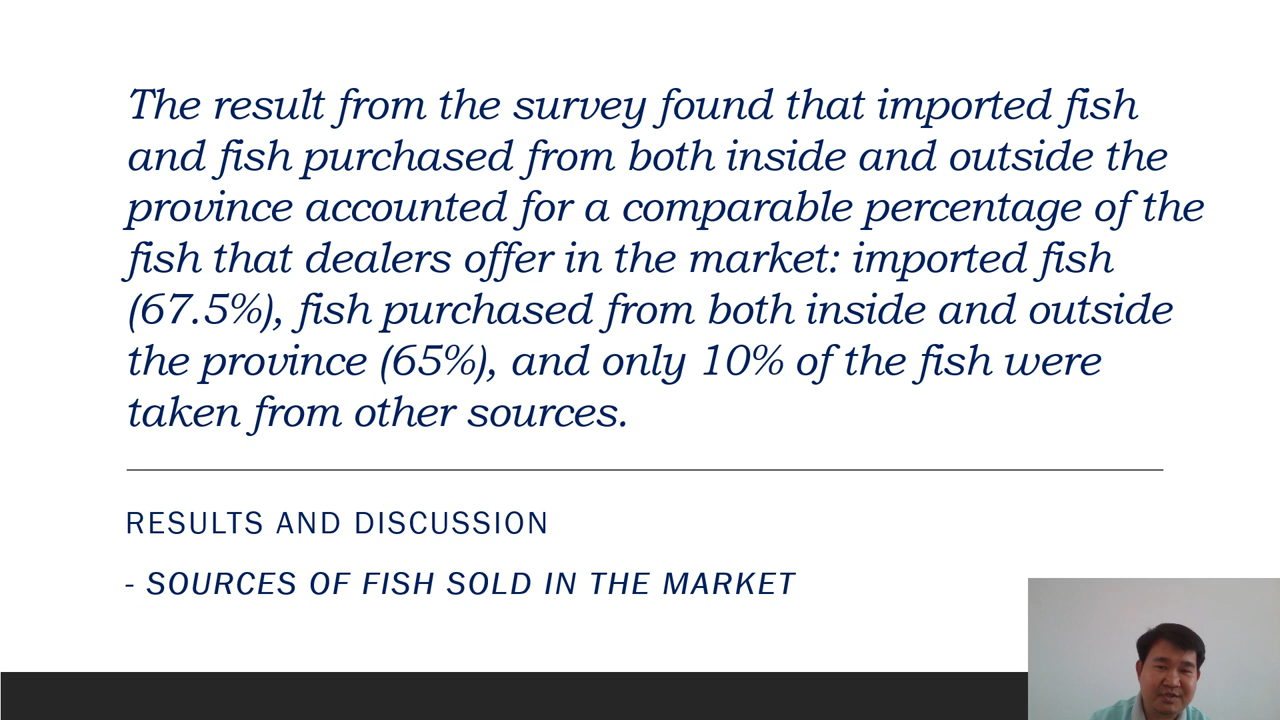 The result from the survey found that imported fish
and fish purchased from both inside and outside the
province accounted for a comparable percentage of the
fish that dealers offer in the market: imported fish
(67.5%), fish purchased from both inside and outside
the province (65%), and only 10% of the fish were
taken from other sources.
RESULTS AND DISCUSSION
- SOURCES OF FISH SOLD IN THE MARKET